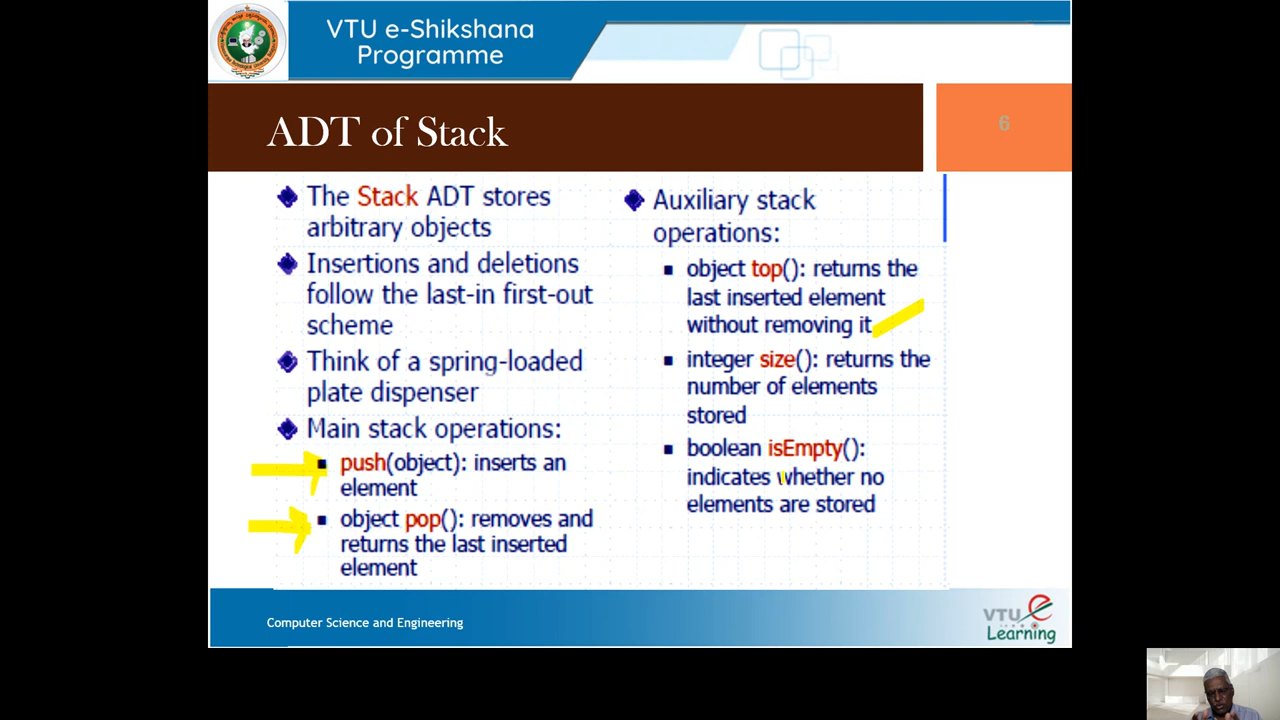 VTU e-Shikshana
Programme
ADT of Stack
6
The Stack ADT stores
arbitrary objects
Insertions and deletions
follow the last-in first-out
scheme
Think of a spring-loaded
plate dispenser
Main stack operations:
push(object): inserts an
element
object pop(): removes and
returns the last inserted
element
Auxiliary stack
operations:
object top(): returns the
last inserted element
without removing it
integer size(): returns the
number of elements
stored
boolean isEmpty():
indicates whether no
elements are stored
Computer Science and Engineering
VTU e
Learning